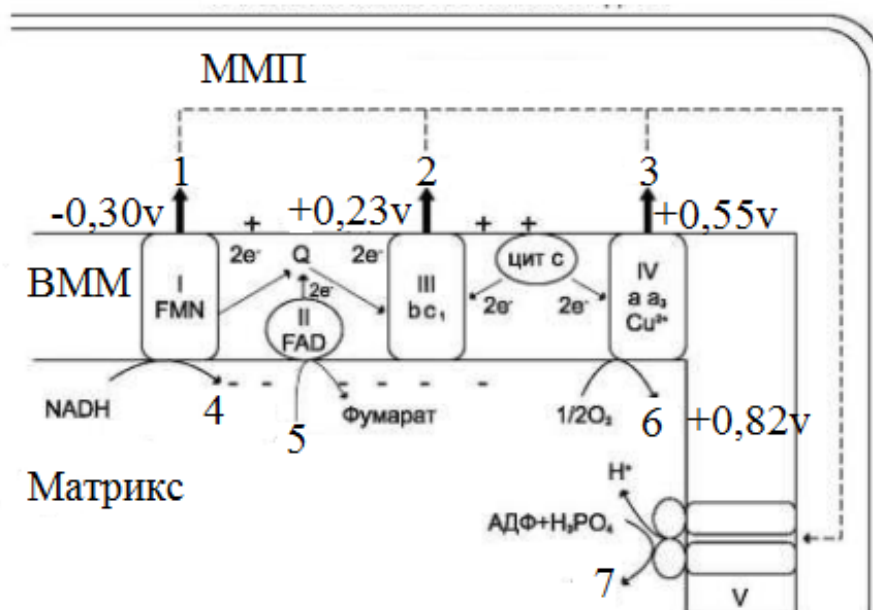 ММП
1 2 3
-0,30v + +0,23v + + +0,55v
2e⁻ Q 2e⁻ цит с
I FMN
ВММ
2e⁻
II FAD
III bc₁
2e⁻ 2e⁻
IV a a₃ Cu²⁺
- - - - - -
NADH 4 5 Фумарат 1/2O₂ 6 +0,82v
Матрикс
H⁺
АДФ+H₃PO₄
7
V